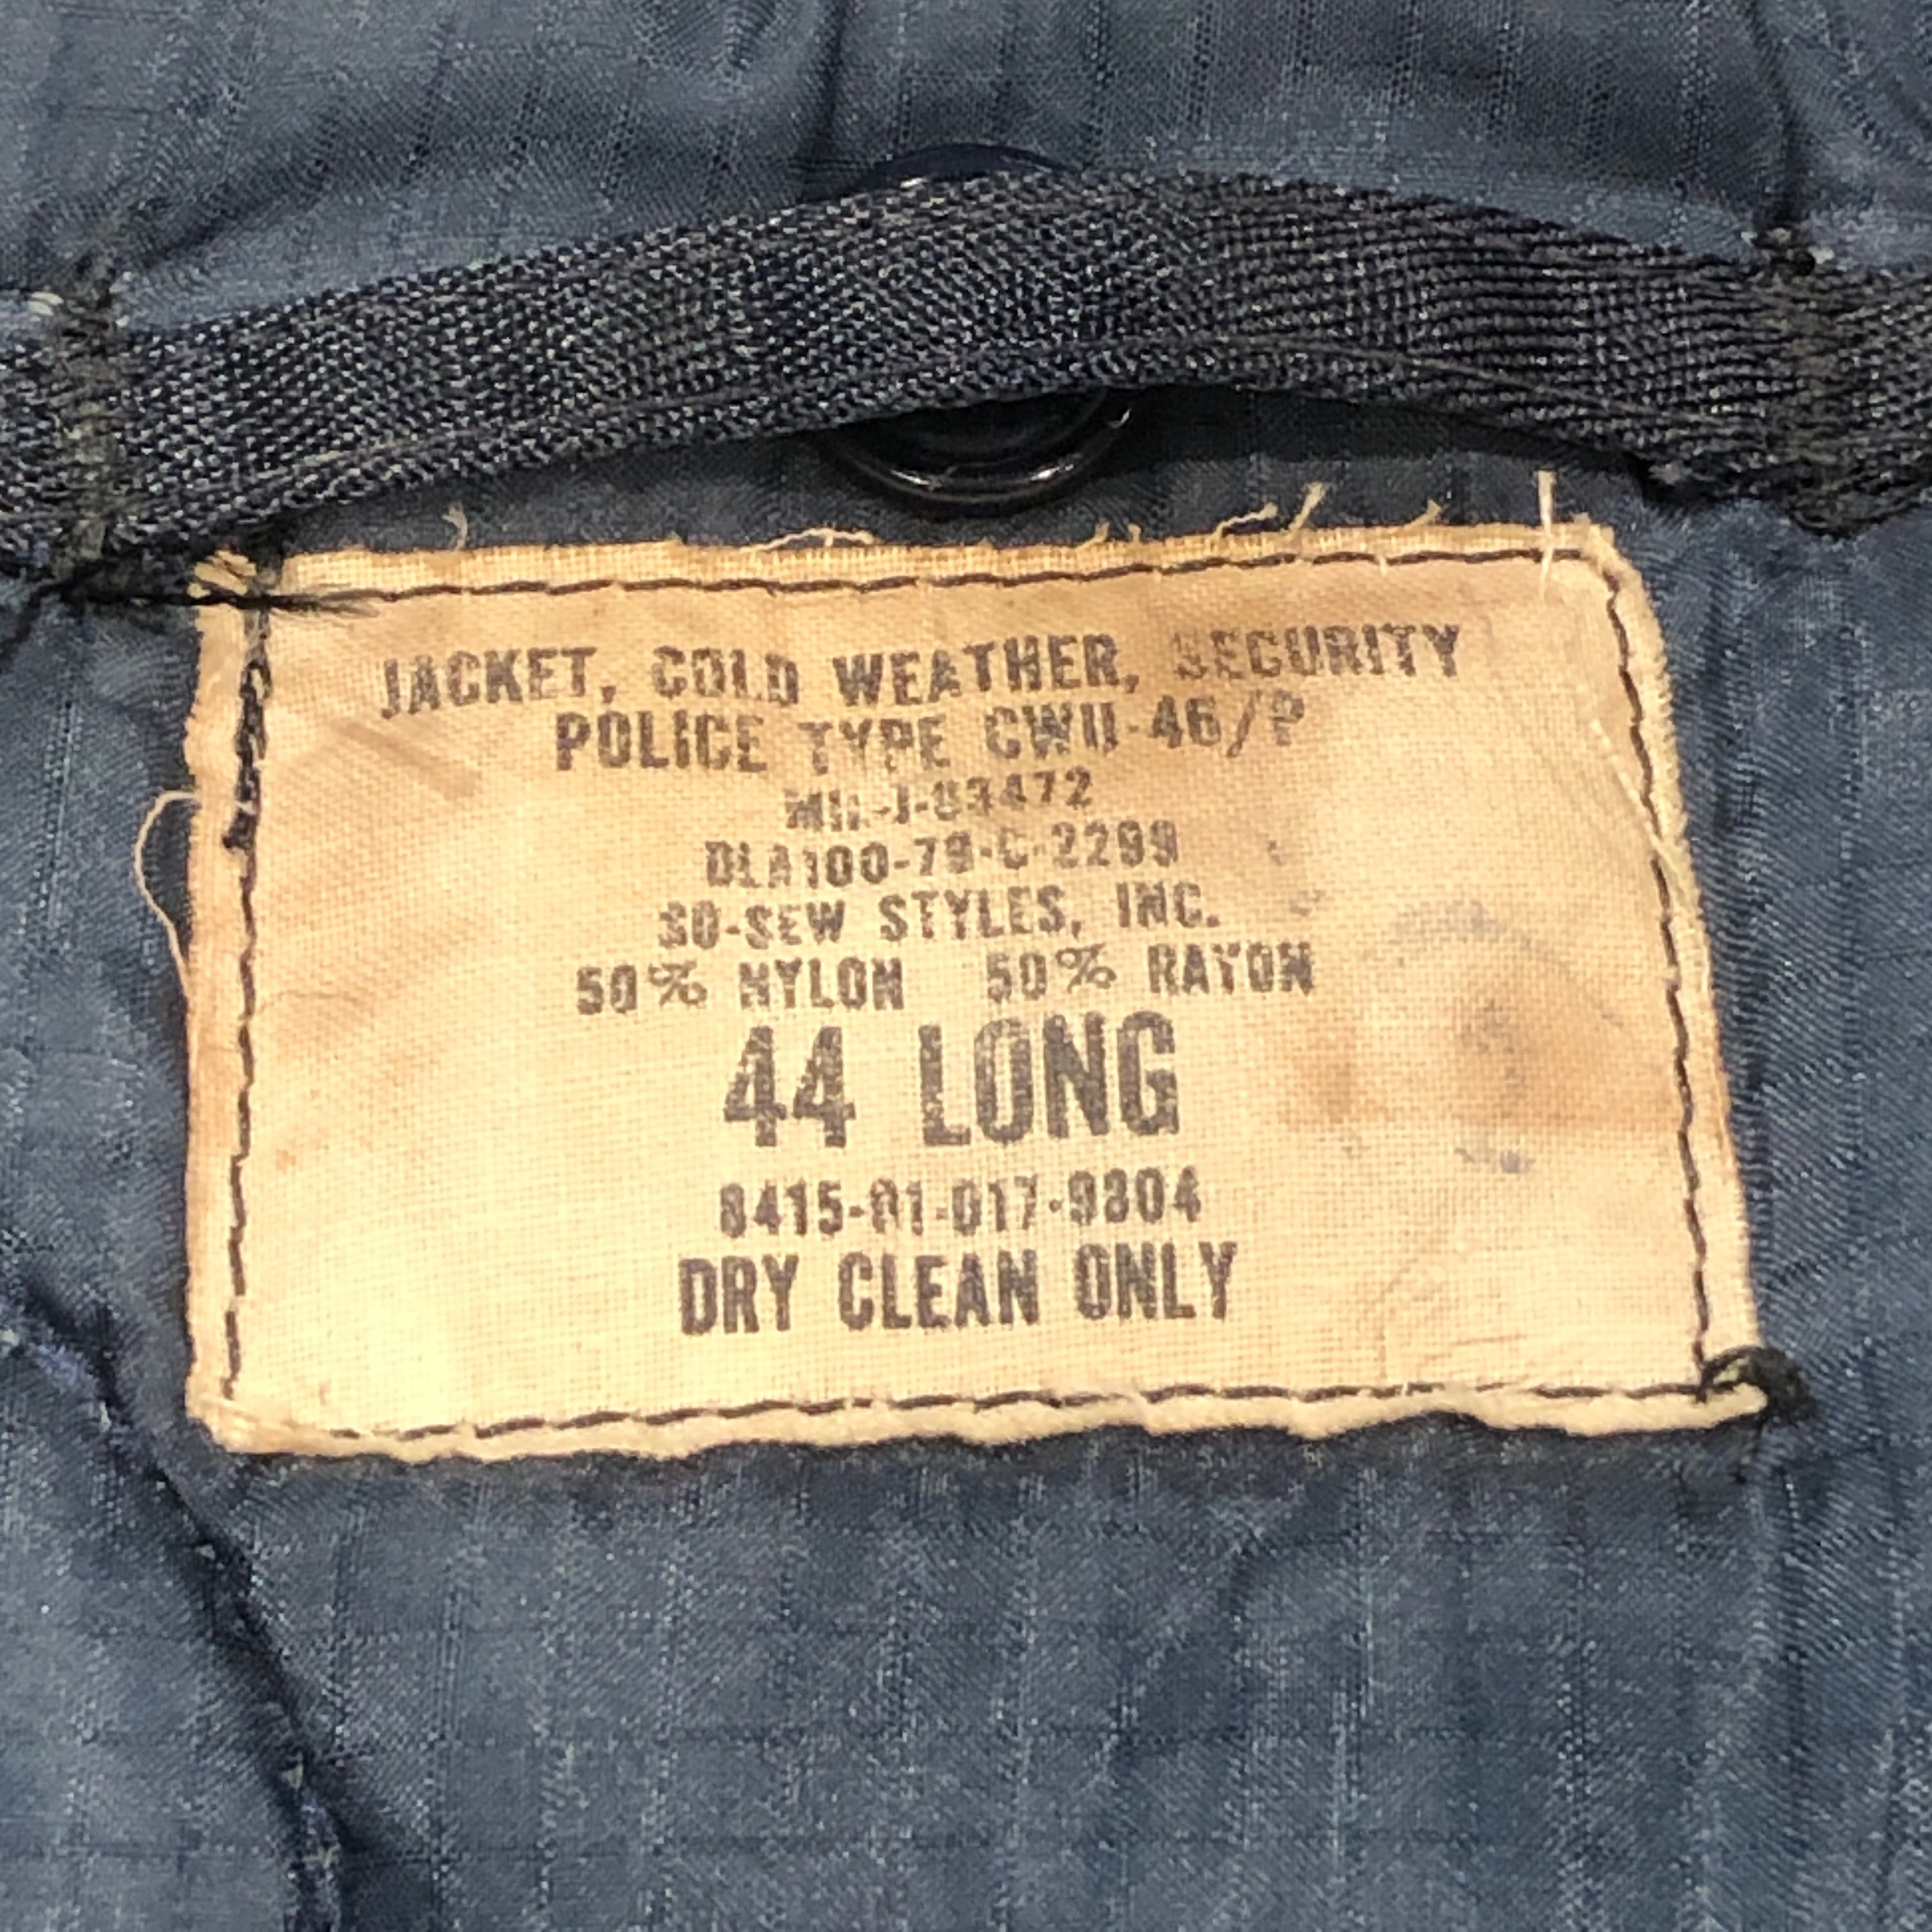 JACKET, COLD WEATHER, SECURITY
POLICE TYPE CWU-46/P
MIL-J-83472
DLA100-79-C-2299
SO-SEW STYLES, INC.
50% NYLON 50% RAYON
44 LONG
8415-01-017-9804
DRY CLEAN ONLY